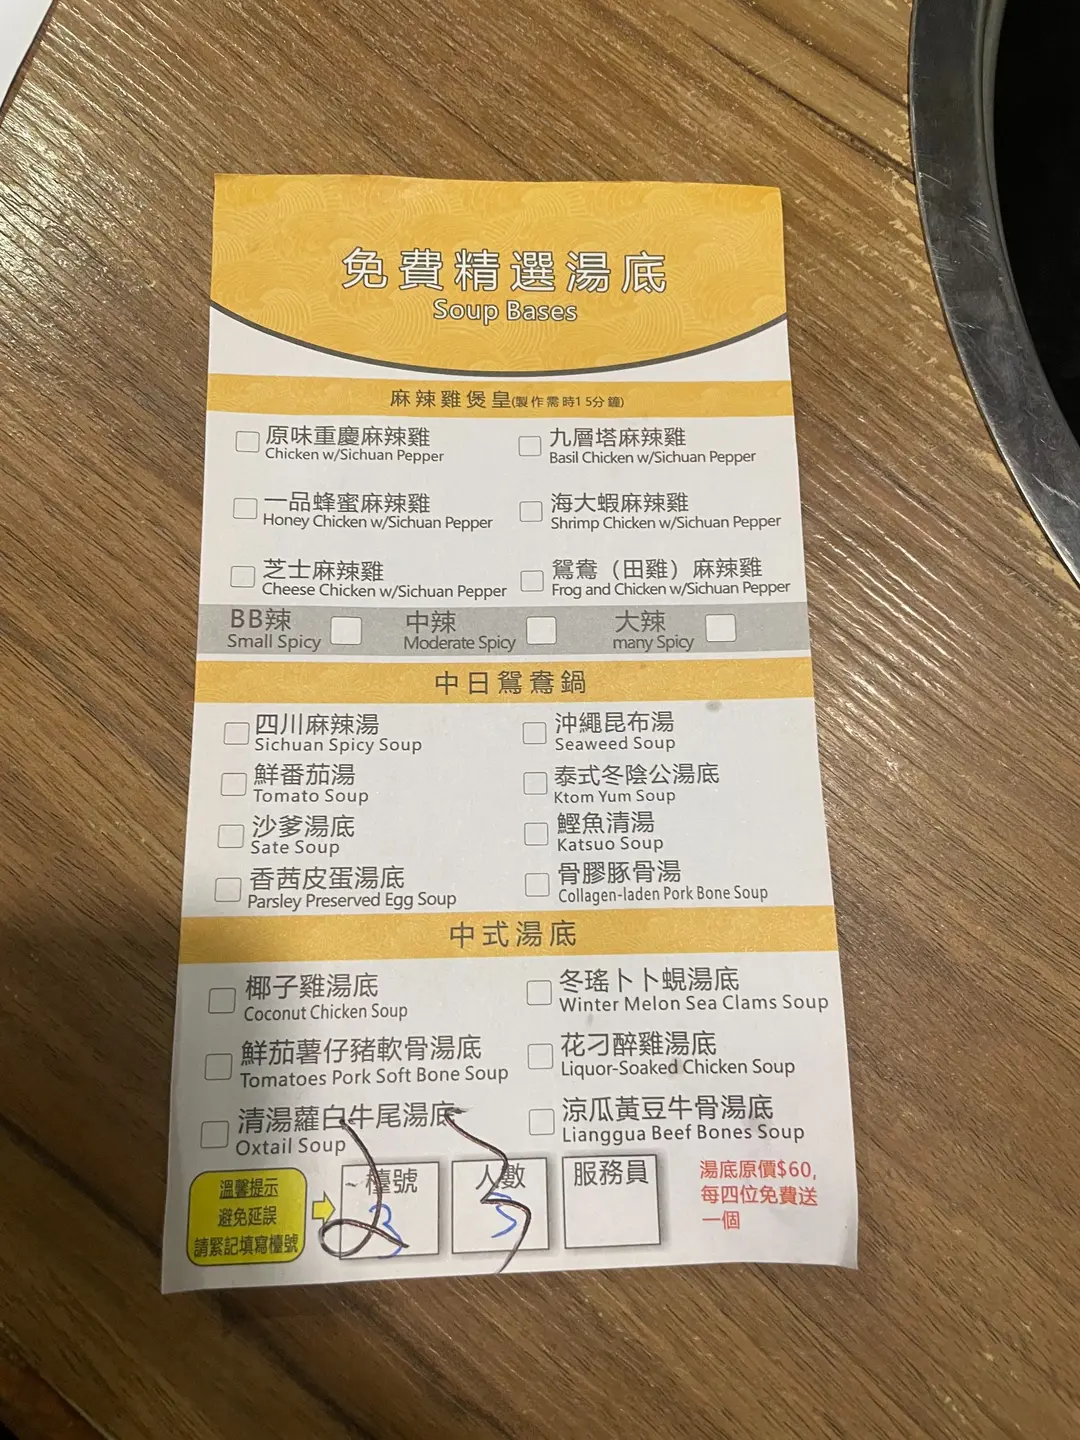 免費精選湯底
Soup Bases
麻辣雞煲皇(製作需時15分鐘)
原味重慶麻辣雞
Chicken w/Sichuan Pepper
九層塔麻辣雞
Basil Chicken w/Sichuan Pepper
一品蜂蜜麻辣雞
Honey Chicken w/Sichuan Pepper
海大蝦麻辣雞
Shrimp Chicken w/Sichuan Pepper
芝士麻辣雞
Cheese Chicken w/Sichuan Pepper
鴛鴦（田雞）麻辣雞
Frog and Chicken w/Sichuan Pepper
BB辣
Small Spicy
中辣
Moderate Spicy
大辣
many Spicy
中日鴛鴦鍋
四川麻辣湯
Sichuan Spicy Soup
沖繩昆布湯
Seaweed Soup
鮮番茄湯
Tomato Soup
泰式冬陰公湯底
Ktom Yum Soup
沙爹湯底
Sate Soup
鰹魚清湯
Katsuo Soup
香茜皮蛋湯底
Parsley Preserved Egg Soup
骨膠豚骨湯
Collagen-laden Pork Bone Soup
中式湯底
椰子雞湯底
Coconut Chicken Soup
冬瑤卜卜蜆湯底
Winter Melon Sea Clams Soup
鮮茄薯仔豬軟骨湯底
Tomatoes Pork Soft Bone Soup
花刁醉雞湯底
Liquor-Soaked Chicken Soup
清湯蘿白牛尾湯底
Oxtail Soup
涼瓜黃豆牛骨湯底
Lianggua Beef Bones Soup
溫馨提示
避免延誤
請緊記填寫檯號
檯號
3
人數
5
服務員
湯底原價$60,
每四位免費送
一個